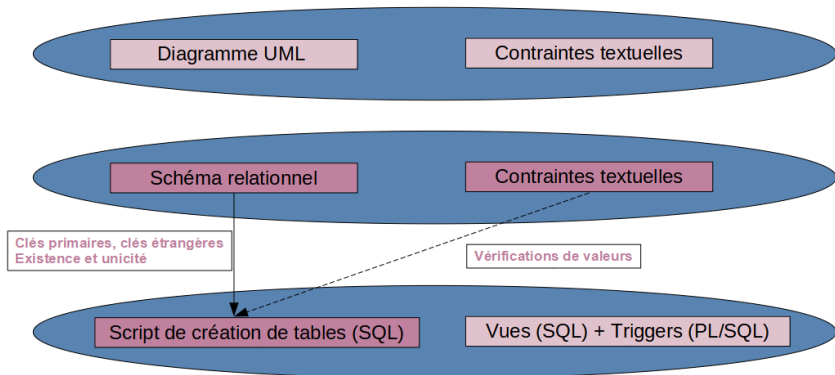 Diagramme UML
Contraintes textuelles
Schéma relationnel
Contraintes textuelles
Clés primaires, clés étrangères
Existence et unicité
Vérifications de valeurs
Script de création de tables (SQL)
Vues (SQL) + Triggers (PL/SQL)